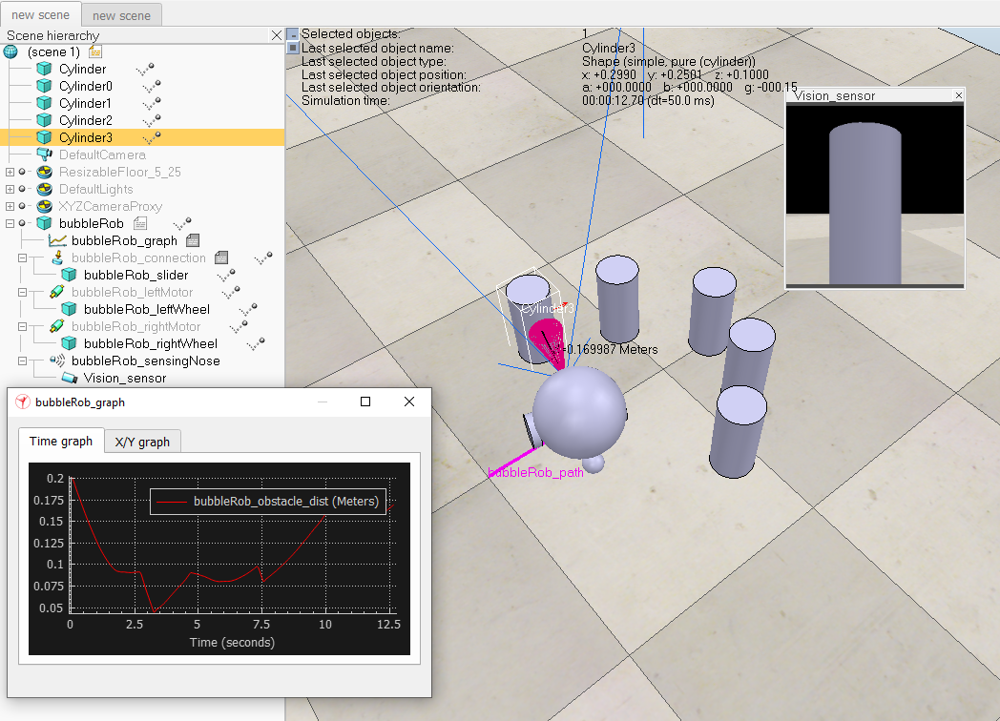 new scene
new scene
Scene hierarchy
(scene 1)
Cylinder
Cylinder0
Cylinder1
Cylinder2
Cylinder3
DefaultCamera
ResizableFloor_5_25
DefaultLights
XYZCameraProxy
bubbleRob
bubbleRob_graph
bubbleRob_connection
bubbleRob_slider
bubbleRob_leftMotor
bubbleRob_leftWheel
bubbleRob_rightMotor
bubbleRob_rightWheel
bubbleRob_sensingNose
Vision_sensor
Selected objects: 1
Last selected object name: Cylinder3
Last selected object type: Shape (simple, pure (cylinder))
Last selected object position: x: +0.2990 y: +0.2501 z: +0.1000
Last selected object orientation: a: +000.0000 b: +000.0000 g: -000.15
Simulation time: 00:00:12.70 (dt=50.0 ms)
Vision_sensor
Cylinder3
0.169987 Meters
bubbleRob_path
bubbleRob_graph
Time graph
X/Y graph
bubbleRob_obstacle_dist (Meters)
0.2
0.175
0.15
0.125
0.1
0.075
0.05
0 2.5 5 7.5 10 12.5
Time (seconds)